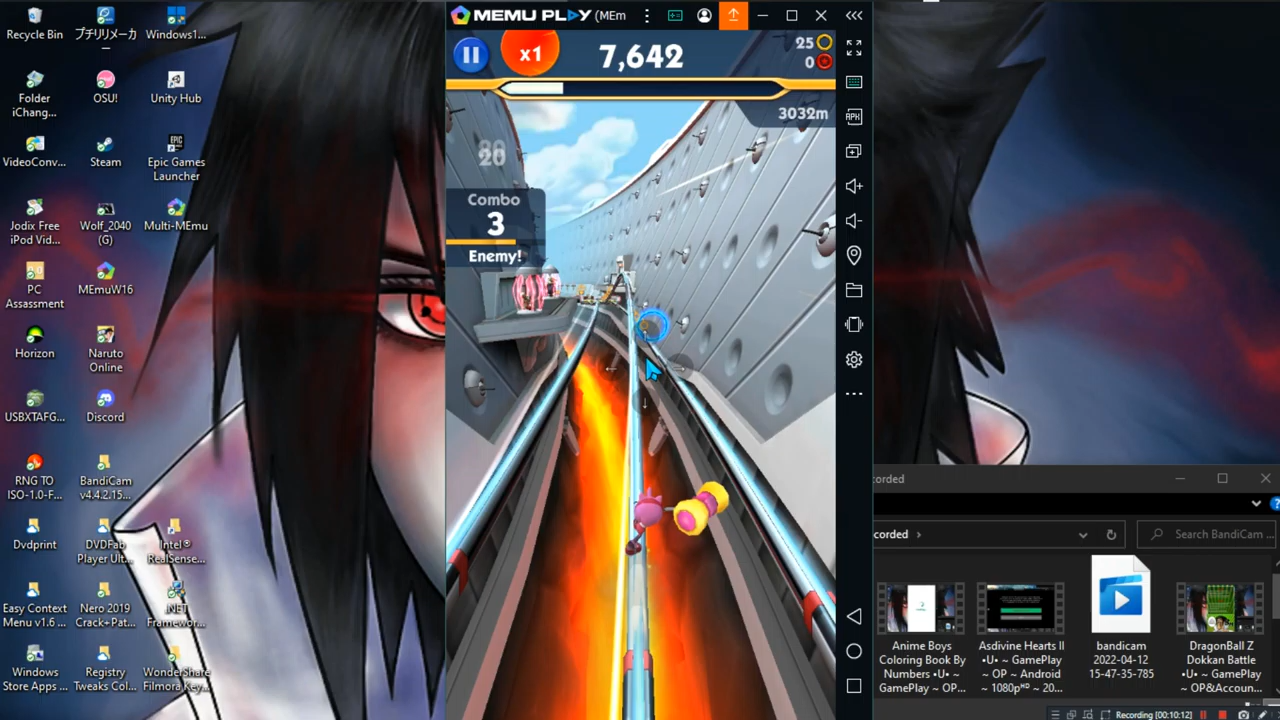 Recycle Bin
プチリリメーカ
ー
Windows1...
Folder
iChang...
OSU!
Unity Hub
VideoConv...
Steam
Epic Games
Launcher
Jodix Free
iPod Vid...
Wolf_2040
(G)
Multi-MEmu
PC
Assassment
MEmuW16
Horizon
Naruto
Online
USBXTAFG...
Discord
RNG TO
ISO-1.0-F...
BandiCam
v4.4.2.15...
Dvdprint
DVDFab
Player Ult...
Intel®
RealSense...
Easy Context
Menu v1.6 ...
Nero 2019
Crack+Pat...
.NET
Framewor...
Windows
Store Apps ...
Registry
Tweaks Col...
WonderShare
Filmora Key...
MEMU PLAY (MEm
x1
7,642
25
0
3032m
20
Combo
3
Enemy!
APK
corded
corded
Search BandiCam ...
Anime Boys
Coloring Book By
Numbers •U• ~
GamePlay ~ OP...
Asdivine Hearts II
•U• ~ GamePlay
~ OP ~ Android
~ 1080pᴴᴰ ~ 20...
bandicam
2022-04-12
15-47-35-785
DragonBall Z
Dokkan Battle
~ GamePlay •U•
~ OP&Accoun...
Recording [00:10:12]